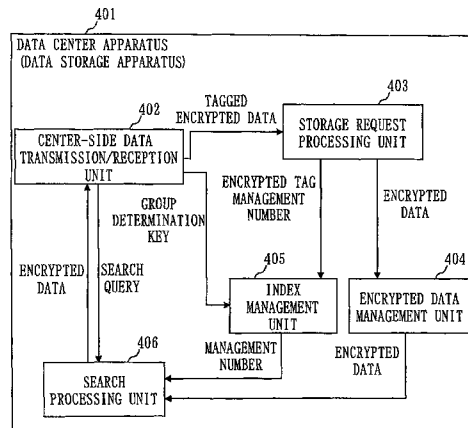 401
DATA CENTER APPARATUS
(DATA STORAGE APPARATUS)
402
CENTER-SIDE DATA
TRANSMISSION/RECEPTION
UNIT
TAGGED
ENCRYPTED DATA
403
STORAGE REQUEST
PROCESSING UNIT
GROUP
DETERMINATION
KEY
ENCRYPTED TAG
MANAGEMENT
NUMBER
ENCRYPTED
DATA
ENCRYPTED
DATA
SEARCH
QUERY
405
INDEX
MANAGEMENT
UNIT
404
ENCRYPTED DATA
MANAGEMENT UNIT
406
SEARCH
PROCESSING UNIT
MANAGEMENT
NUMBER
ENCRYPTED
DATA